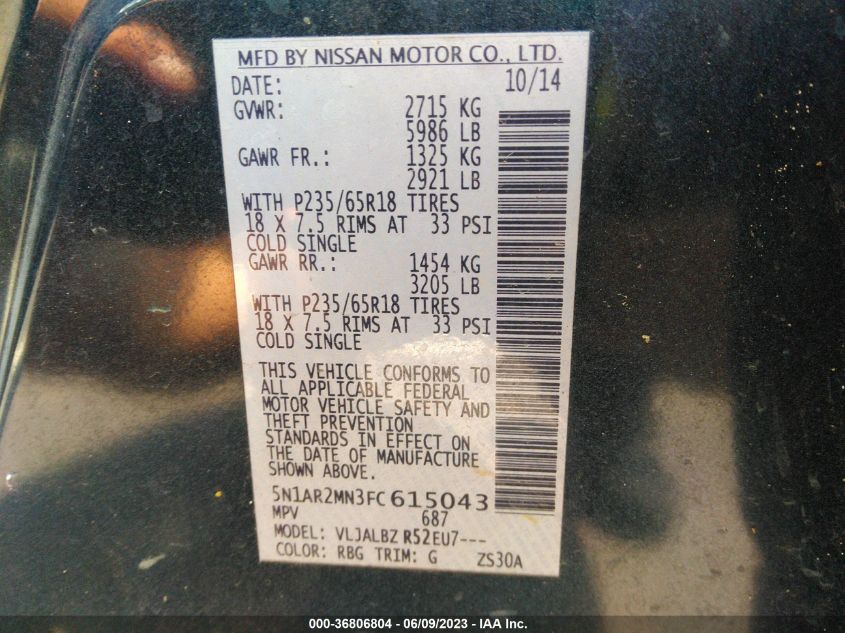 MFD BY NISSAN MOTOR CO., LTD.
DATE: 10/14
GVWR: 2715 KG
5986 LB
GAWR FR.: 1325 KG
2921 LB
WITH P235/65R18 TIRES
18 X 7.5 RIMS AT 33 PSI
COLD SINGLE
GAWR RR.: 1454 KG
3205 LB
WITH P235/65R18 TIRES
18 X 7.5 RIMS AT 33 PSI
COLD SINGLE
THIS VEHICLE CONFORMS TO
ALL APPLICABLE FEDERAL
MOTOR VEHICLE SAFETY AND
THEFT PREVENTION
STANDARDS IN EFFECT ON
THE DATE OF MANUFACTURE
SHOWN ABOVE.
5N1AR2MN3FC615043
MPV 687
MODEL: VLJALBZ R52EU7---
COLOR: RBG TRIM: G ZS30A
000-36806804 - 06/09/2023 - IAA Inc.